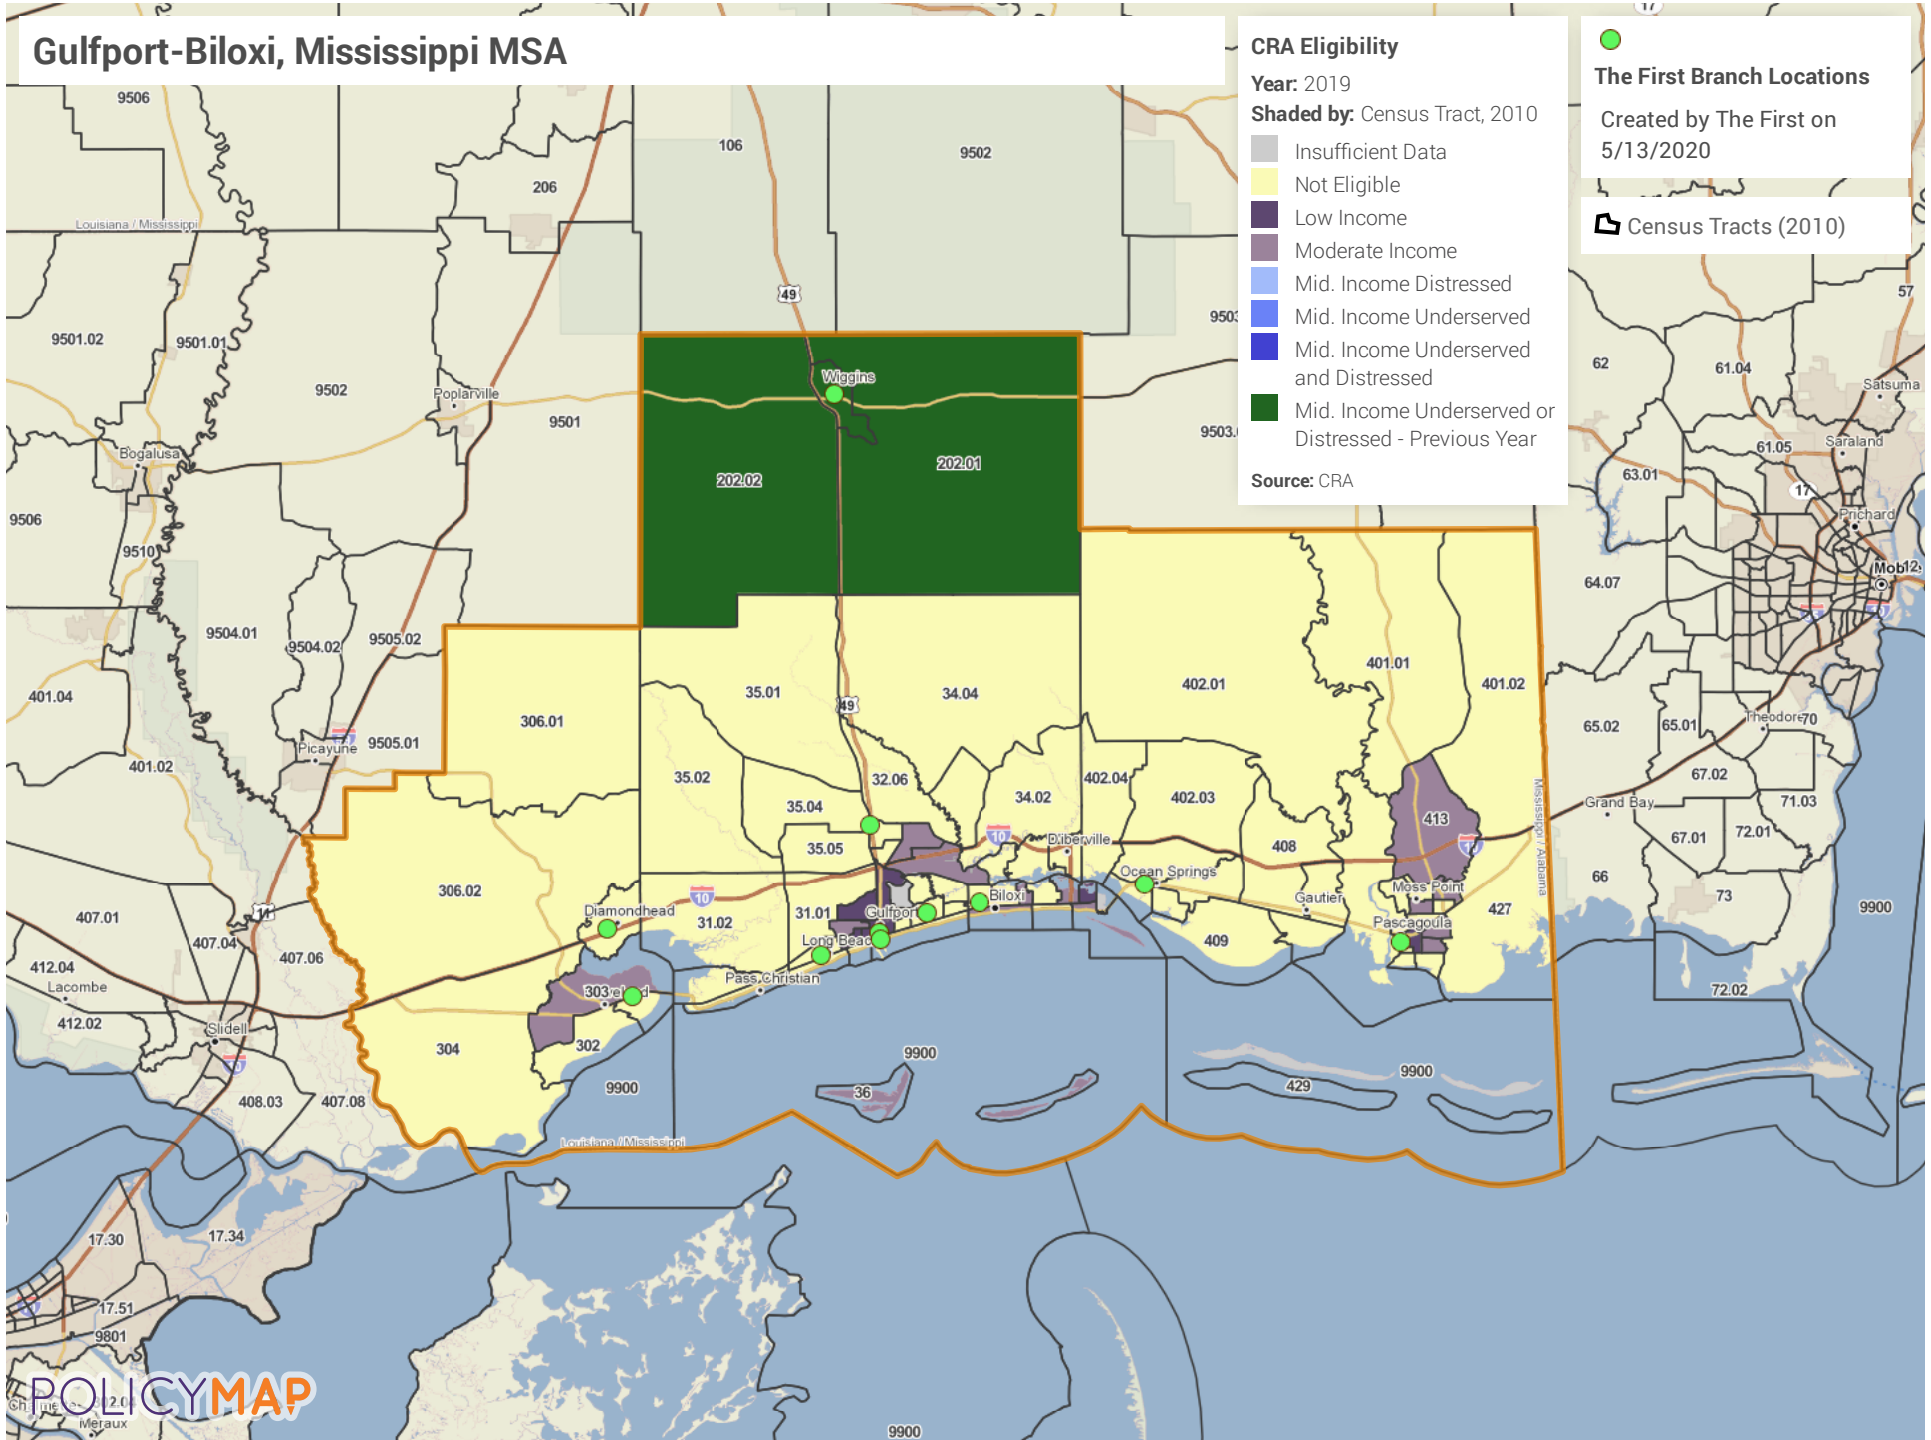 Gulfport-Biloxi, Mississippi MSA
CRA Eligibility
Year: 2019
Shaded by: Census Tract, 2010
Insufficient Data
Not Eligible
Low Income
Moderate Income
Mid. Income Distressed
Mid. Income Underserved
Mid. Income Underserved
and Distressed
Mid. Income Underserved or
Distressed - Previous Year
Source: CRA
The First Branch Locations
Created by The First on
5/13/2020
Census Tracts (2010)
17
9506
106
9502
206
Louisiana / Mississippi
49
57
9501.02
9501.01
9502
Poplarville
9501
Wiggins
62
61.04
Satsuma
Bogalusa
202.02
202.01
61.05
Saraland
63.01
17
Prichard
9506
9510
64.07
12
9504.01
9504.02
9505.02
401.04
306.01
35.01
49
34.04
402.01
401.01
401.02
65.02
65.01
Theodore
70
Picayune
9505.01
401.02
35.02
32.06
402.04
402.03
34.02
35.04
413
67.02
71.03
Grand Bay
Mississippi / Alabama
10
D'iberville
35.05
408
10
67.01
72.01
306.02
Ocean Springs
66
73
Moss Point
Gautier
427
9900
Diamondhead
10
31.02
31.01
Biloxi
Pascagoula
407.01
11
407.04
407.06
409
412.04
Lacombe
Pass Christian
303
72.02
412.02
Slidell
304
302
9900
9900
36
9900
429
408.03
407.08
Louisiana / Mississippi
17.30
17.34
17.51
9801
POLICYMAP
Meraux
9900